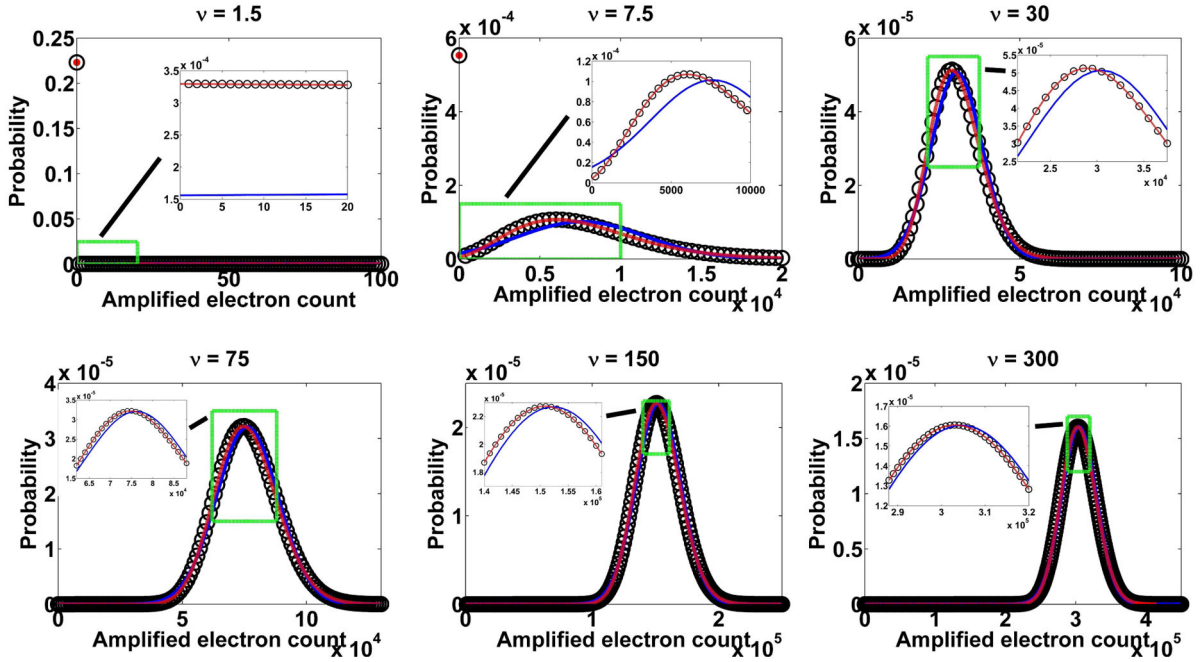 ν = 1.5
0.25
0.2
0.15
0.1
0.05
0
Probability
0
50
100
Amplified electron count
x 10^-4
3.5
3
2.5
2
1.5
0
5
10
15
20
ν = 7.5
x 10^-4
6
4
2
0
Probability
0
0.5
1
1.5
2
Amplified electron count
x 10^4
x 10^-4
1.2
1
0.8
0.6
0.4
0.2
0
0
5000
10000
ν = 30
x 10^-5
6
4
2
0
Probability
0
5
10
Amplified electron count
x 10^4
x 10^-5
5.5
5
4.5
4
3.5
3
2.5
2.5
3
3.5
x 10^4
ν = 75
x 10^-5
4
3
2
1
0
Probability
0
5
10
Amplified electron count
x 10^4
x 10^-5
3.5
3
2.5
2
1.5
6.5
7
7.5
8
8.5
x 10^4
ν = 150
x 10^-5
2
1
0
Probability
0
1
2
Amplified electron count
x 10^5
x 10^-5
2.2
2.1
2
1.9
1.8
1.7
1.4
1.45
1.5
1.55
1.6
x 10^5
ν = 300
x 10^-5
2
1.5
1
0.5
0
Probability
0
1
2
3
4
5
Amplified electron count
x 10^5
x 10^-5
1.7
1.6
1.5
1.4
1.3
1.2
2.9
3
3.1
3.2
x 10^5